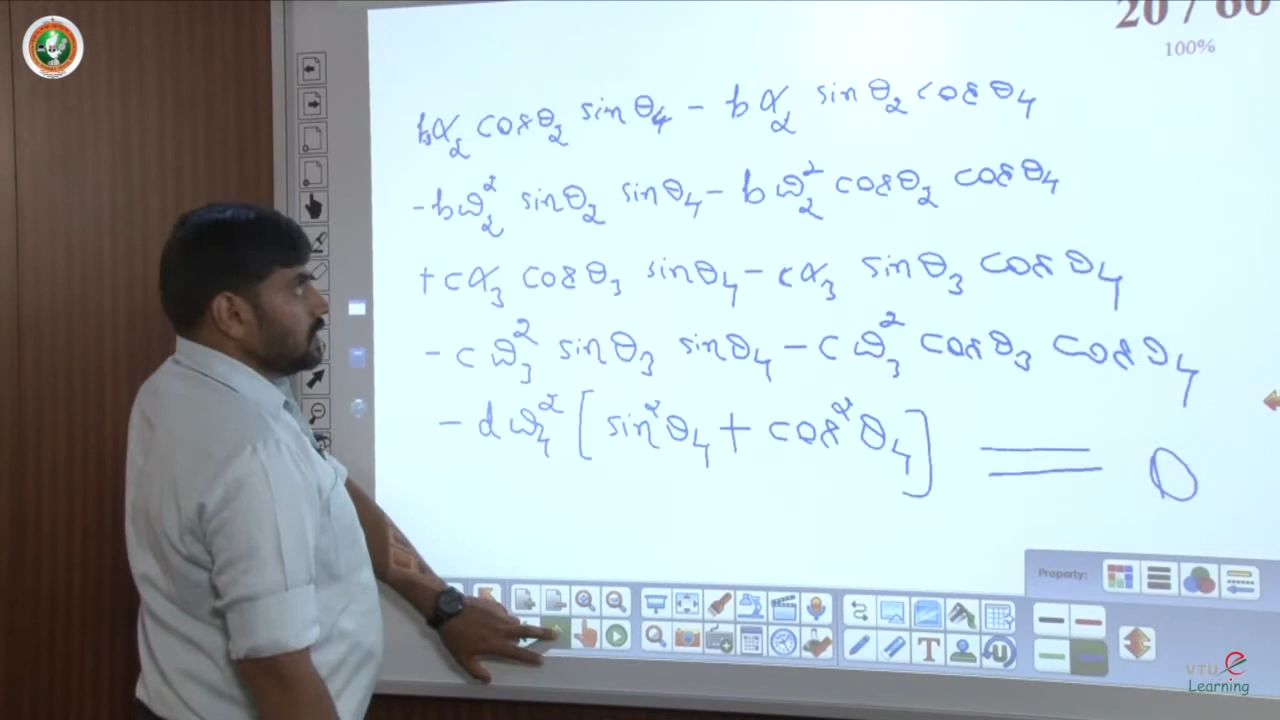 20 / 60
100%
bα₂ cosθ₂ sinθ₄ - bα₂ sinθ₂ cosθ₄
-bω₂² sinθ₂ sinθ₄ - bω₂² cosθ₂ cosθ₄
+cα₃ cosθ₃ sinθ₄ - cα₃ sinθ₃ cosθ₄
-cω₃² sinθ₃ sinθ₄ - cω₃² cosθ₃ cosθ₄
-dω₄² [sin²θ₄ + cos²θ₄] = 0
Property:
T
VTU e
Learning